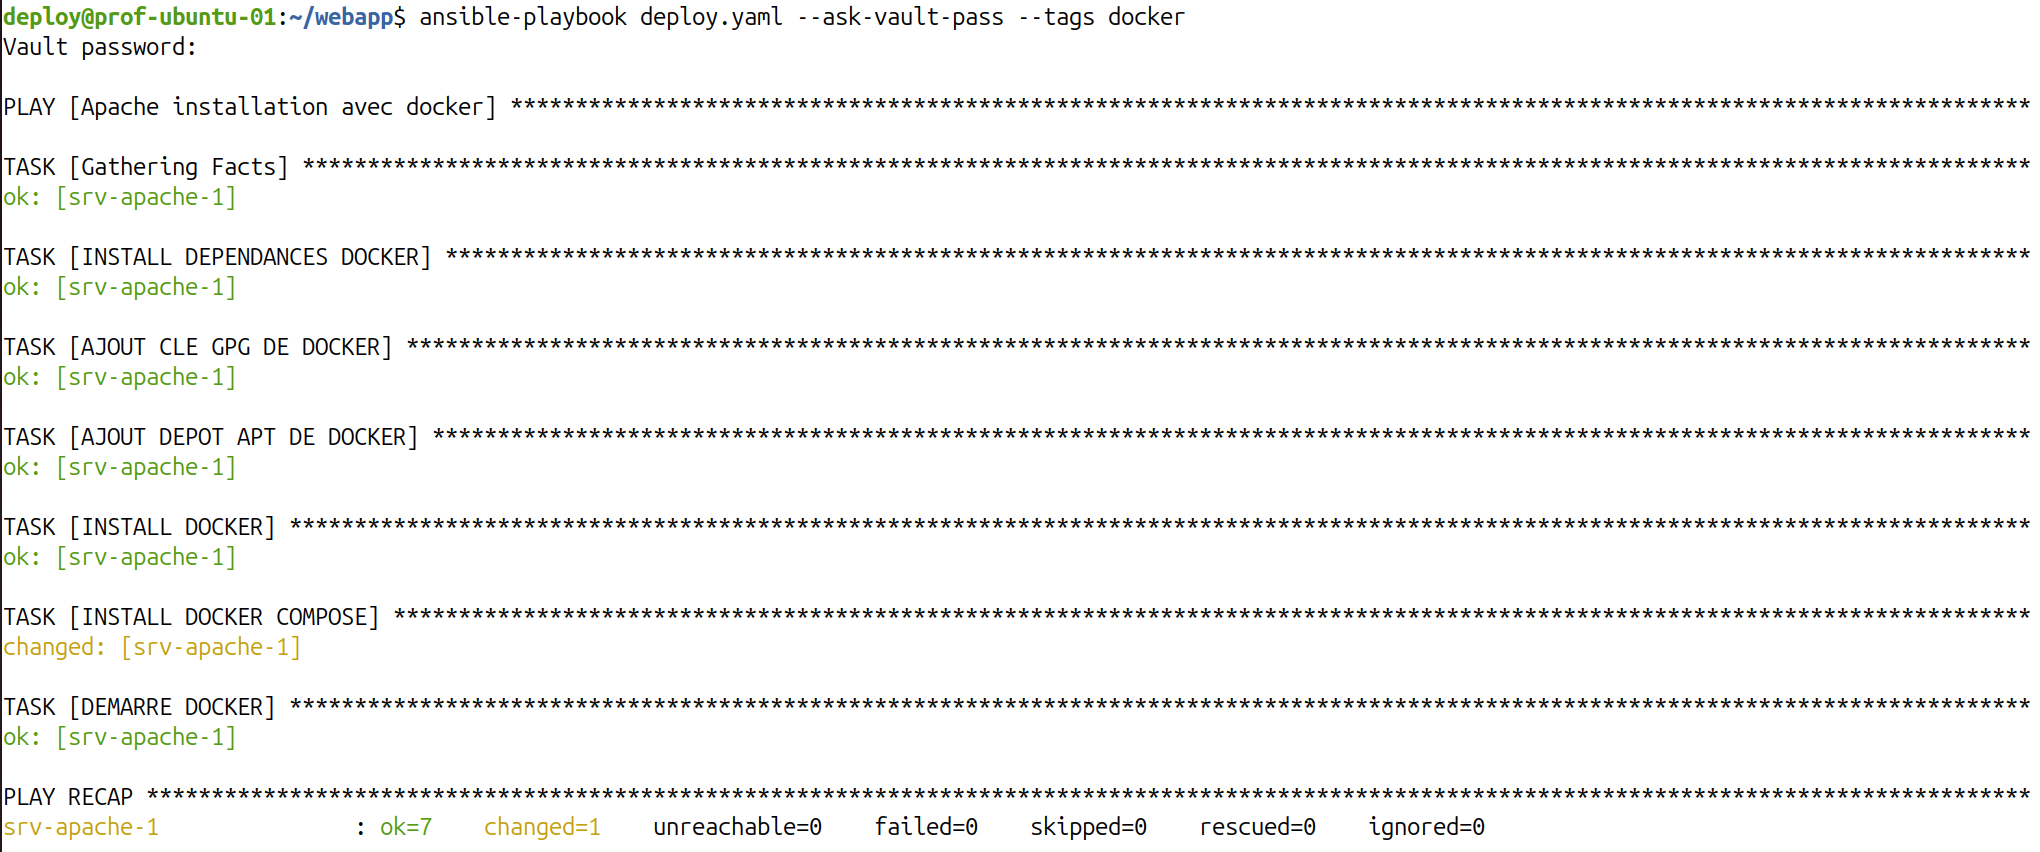 deploy@prof-ubuntu-01:~/webapp$ ansible-playbook deploy.yaml --ask-vault-pass --tags docker
Vault password:
PLAY [Apache installation avec docker] *********************************************************************************************************************
TASK [Gathering Facts] *************************************************************************************************************************************
ok: [srv-apache-1]
TASK [INSTALL DEPENDANCES DOCKER] **************************************************************************************************************************
ok: [srv-apache-1]
TASK [AJOUT CLE GPG DE DOCKER] *****************************************************************************************************************************
ok: [srv-apache-1]
TASK [AJOUT DEPOT APT DE DOCKER] ***************************************************************************************************************************
ok: [srv-apache-1]
TASK [INSTALL DOCKER] **************************************************************************************************************************************
ok: [srv-apache-1]
TASK [INSTALL DOCKER COMPOSE] ******************************************************************************************************************************
changed: [srv-apache-1]
TASK [DEMARRE DOCKER] **************************************************************************************************************************************
ok: [srv-apache-1]
PLAY RECAP *************************************************************************************************************************************************
srv-apache-1               : ok=7    changed=1    unreachable=0    failed=0    skipped=0    rescued=0    ignored=0